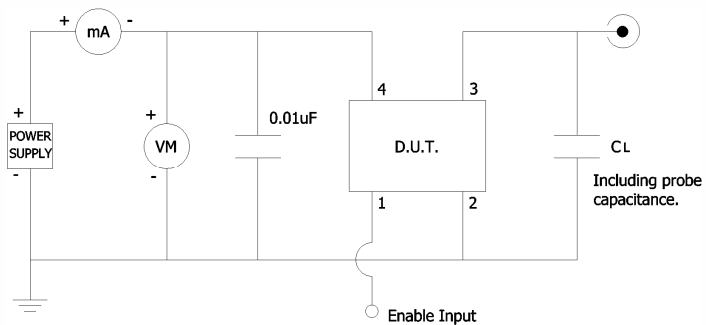 + mA -
4 3
+ + 0.01uF
POWER
SUPPLY
VM D.U.T. CL
- - Including probe
capacitance.
1 2
Enable Input